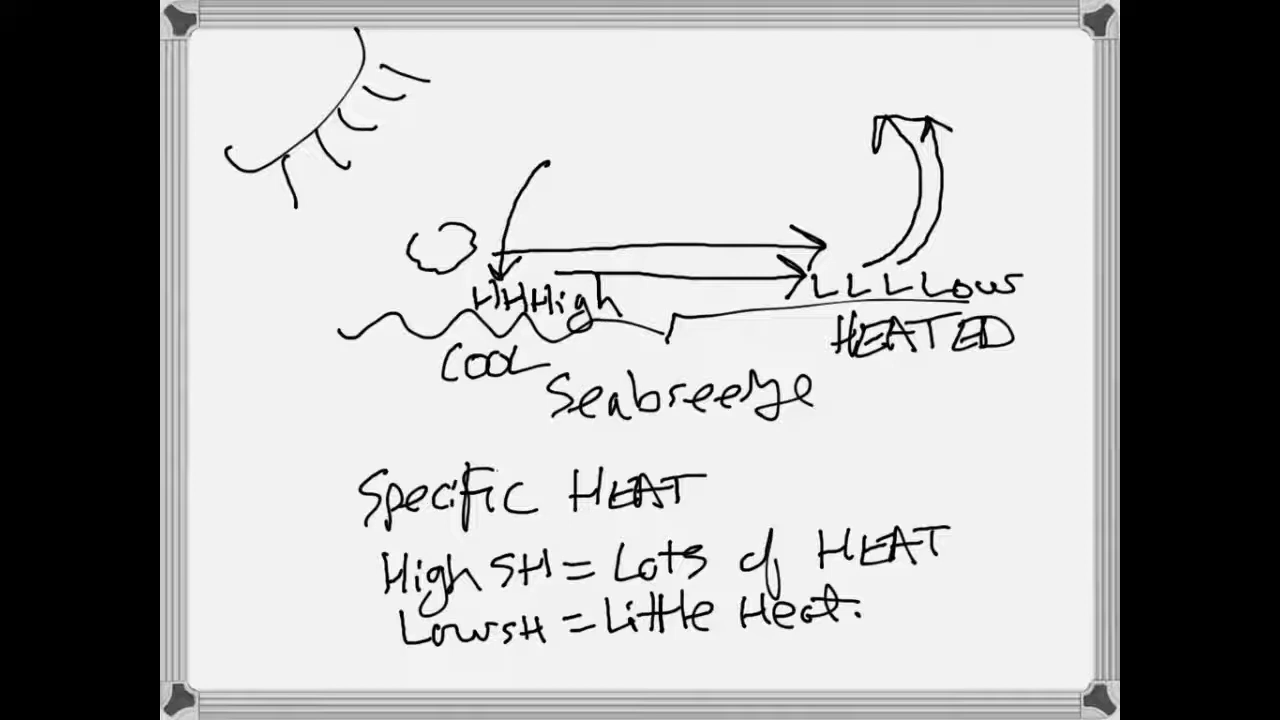 HHHigh LLLLow
COOL HEATED
Seabreeze
Specific HEAT
High SH = Lots of HEAT
Low SH = Little Heat.